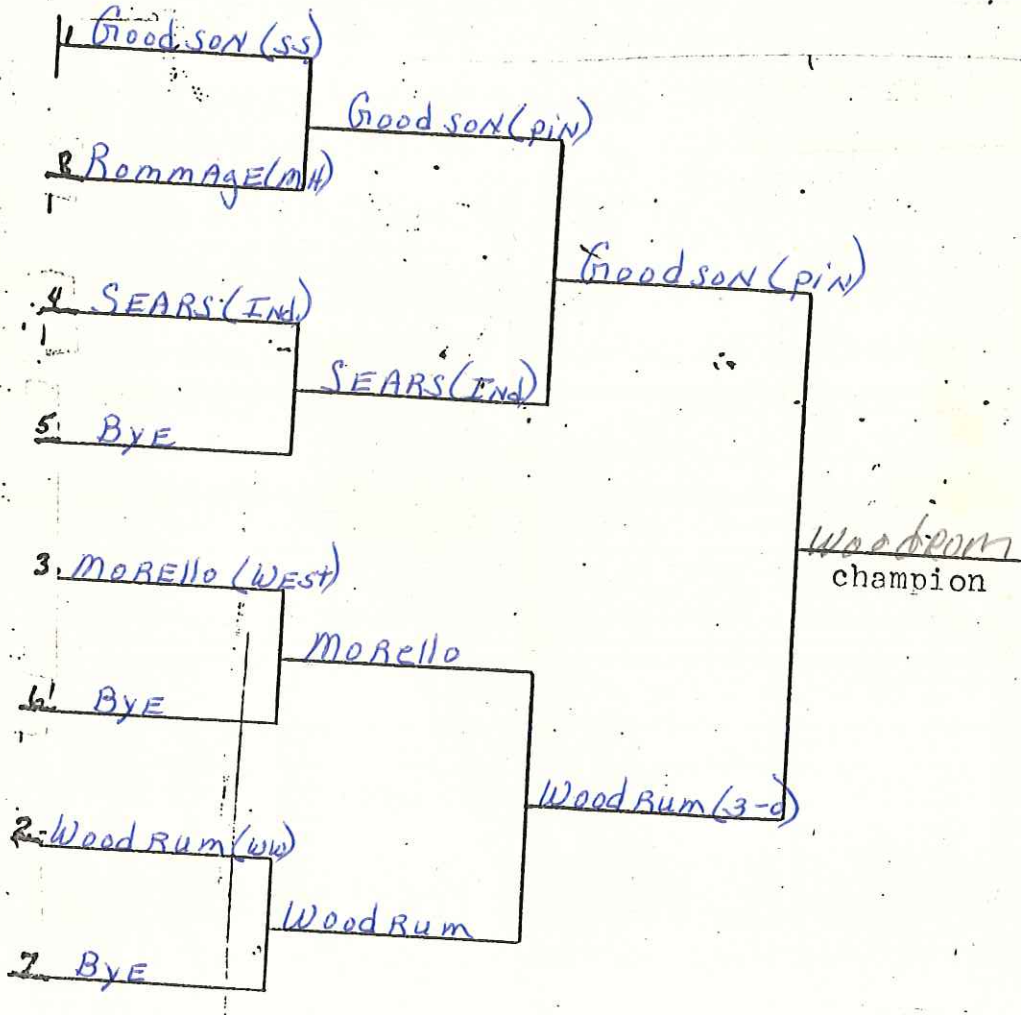 1 Goodson (SS)
Goodson (pin)
8 Rommage (MH)
Goodson (pin)
4 Sears (Ind.)
Sears (Ind)
5. Bye
Woodrom
champion
3. Morello (West)
Morello
6. Bye
Woodrum (3-0)
2. Woodrum (WW)
Woodrum
7 Bye